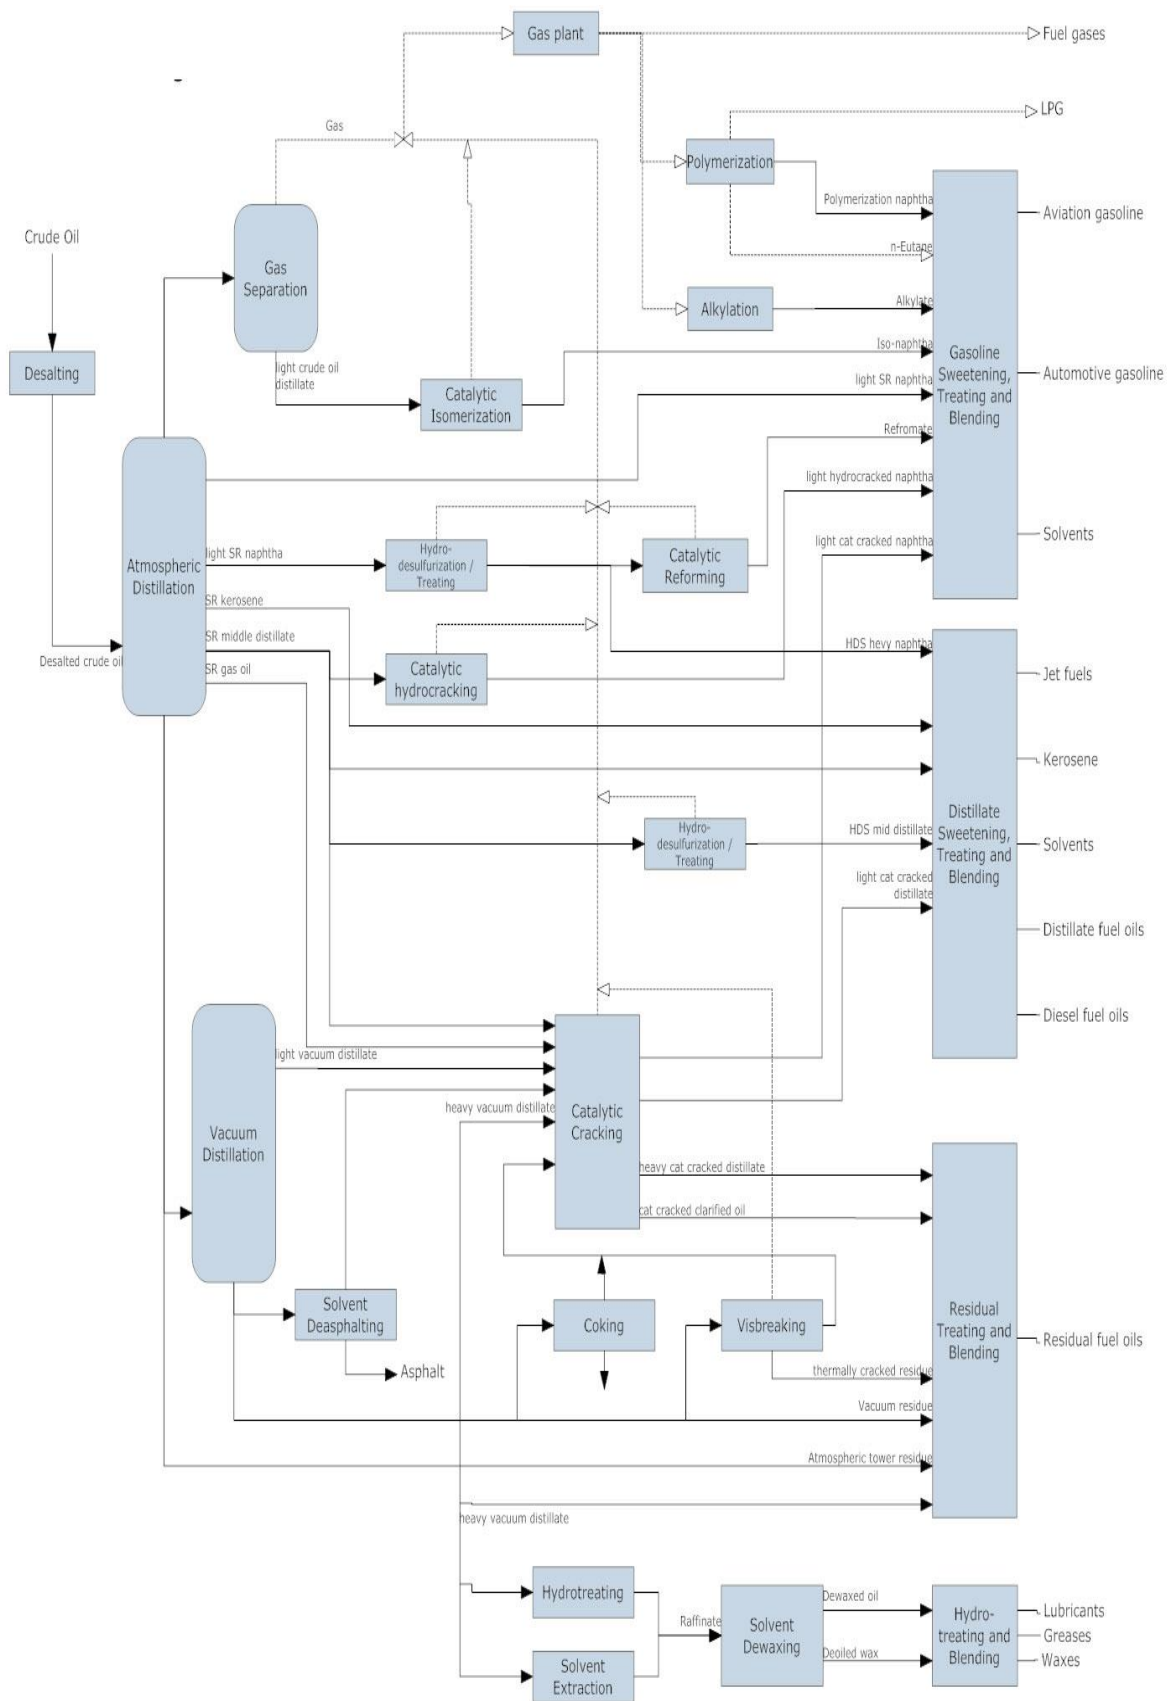 Gas plant
Fuel gases
LPG
Gas
Polymerization
Polymerization naphtha
Aviation gasoline
Crude Oil
n-Eutane
Gas
Separation
Alkylation
Alkylate
Iso-naphtha
Desalting
light crude oil
distillate
Catalytic
Isomerization
light SR naphtha
Gasoline
Sweetening,
Treating and
Blending
Automotive gasoline
Refromate
light hydrocracked naphtha
light cat cracked naphtha
Solvents
Atmospheric
Distillation
light SR naphtha
Hydro-
desulfurization /
Treating
Catalytic
Reforming
SR kerosene
SR middle distillate
SR gas oil
Desalted crude oil
Catalytic
hydrocracking
HDS hevy naphtha
Jet fuels
Kerosene
Distillate
Sweetening,
Treating and
Blending
Hydro-
desulfurization /
Treating
HDS mid distillate
Solvents
light cat cracked
distillate
Distillate fuel oils
Diesel fuel oils
light vacuum distillate
Vacuum
Distillation
heavy vacuum distillate
Catalytic
Cracking
heavy cat cracked distillate
cat cracked clarified oil
Solvent
Deasphalting
Asphalt
Coking
Visbreaking
Residual
Treating and
Blending
Residual fuel oils
thermally cracked residue
Vacuum residue
Atmospheric tower residue
heavy vacuum distillate
Hydrotreating
Raffinate
Solvent
Dewaxing
Dewaxed oil
Deoiled wax
Hydro-
treating and
Blending
Lubricants
Greases
Waxes
Solvent
Extraction